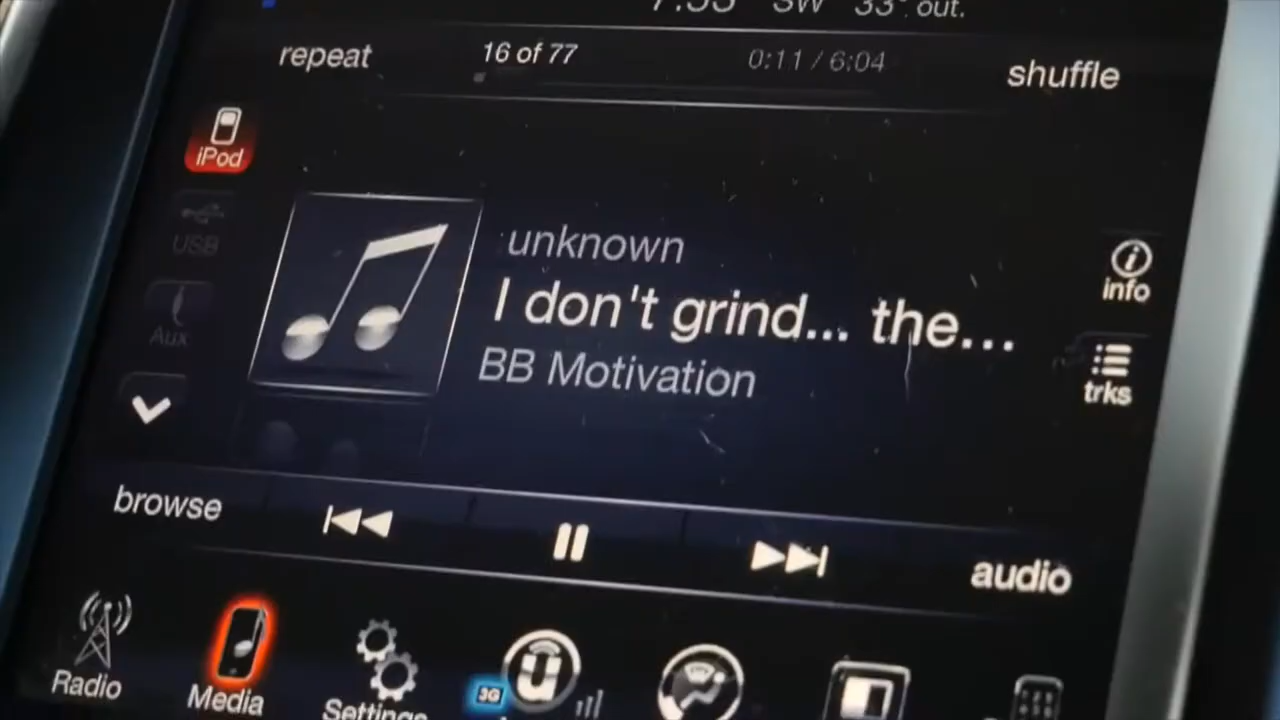 7:55 SW 33° out.
repeat
16 of 77
0:11 / 6:04
shuffle
iPod
USB
Aux
unknown
I don't grind... the...
BB Motivation
info
trks
browse
audio
Radio
Media
Settings
3G
u